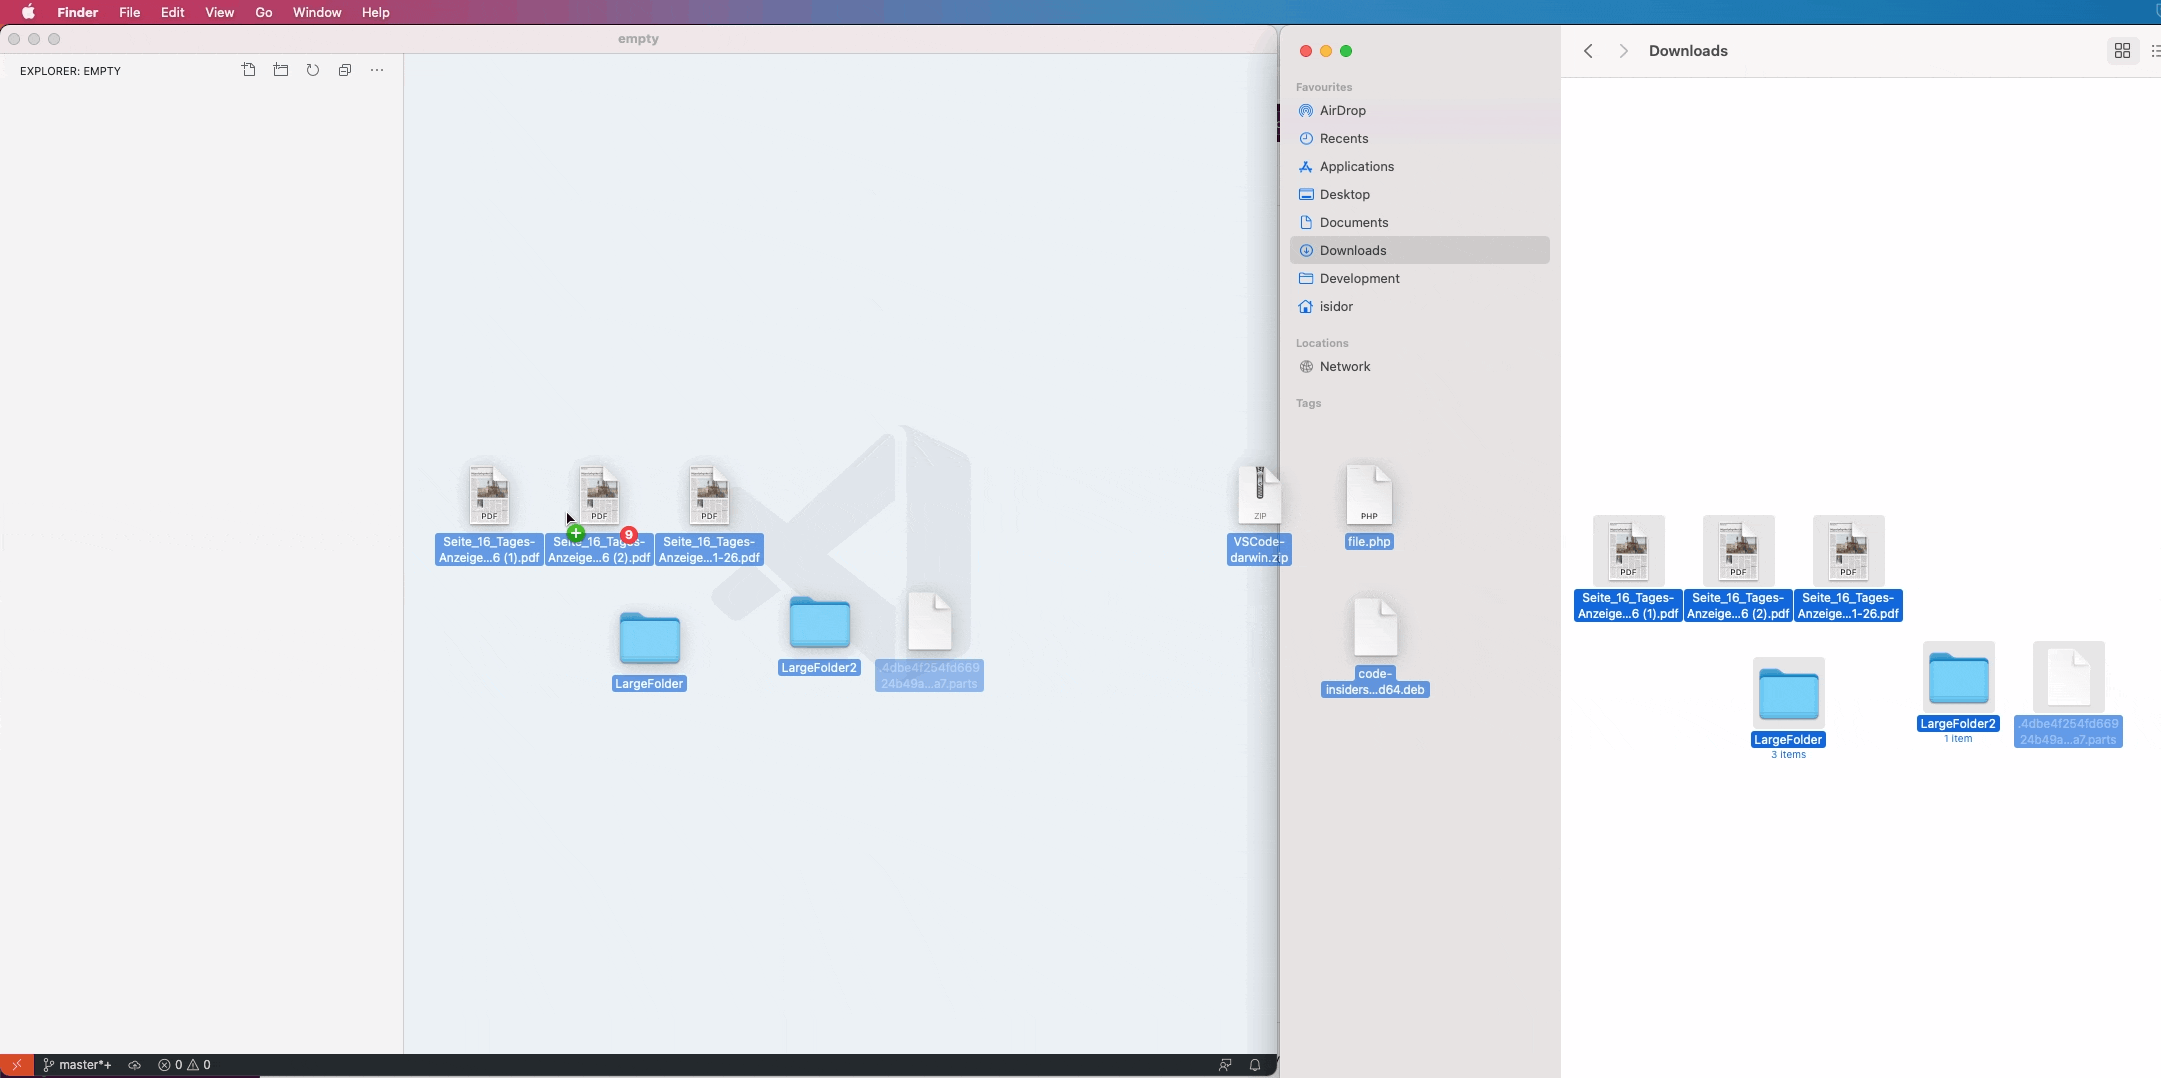 Finder File Edit View Go Window Help
empty
EXPLORER: EMPTY
Favourites
AirDrop
Recents
Applications
Desktop
Documents
Downloads
Development
isidor
Locations
Network
Tags
Downloads
PDF
PDF
PDF
9
Seite_16_Tages-
Anzeige...6 (1).pdf
Seite_16_Tages-
Anzeige...6 (2).pdf
Seite_16_Tages-
Anzeige...1-26.pdf
LargeFolder
LargeFolder2
.4dbe4f254fd669
24b49a...a7.parts
ZIP
VSCode-
darwin.zip
PHP
file.php
code-
insiders...d64.deb
PDF
PDF
PDF
Seite_16_Tages-
Anzeige...6 (1).pdf
Seite_16_Tages-
Anzeige...6 (2).pdf
Seite_16_Tages-
Anzeige...1-26.pdf
LargeFolder
3 items
LargeFolder2
1 item
.4dbe4f254fd669
24b49a...a7.parts
master*+ 0 0